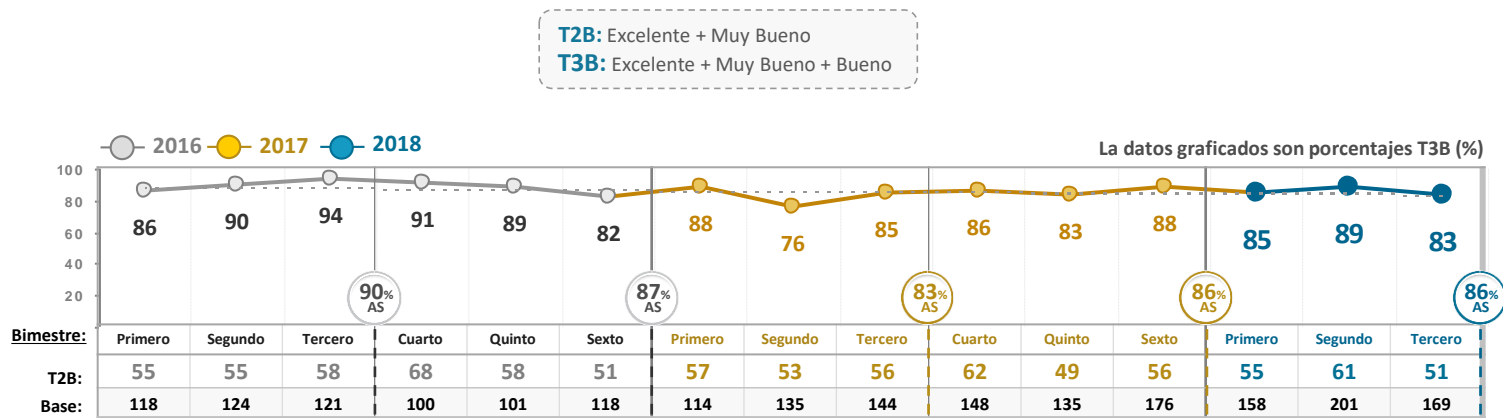 T2B: Excelente + Muy Bueno
T3B: Excelente + Muy Bueno + Bueno
2016 2017 2018
La datos graficados son porcentajes T3B (%)
100
80
60
40
20
86 90 94 91 89 82 88 76 85 86 83 88 85 89 83
90% AS 87% AS 83% AS 86% AS 86% AS
Bimestre: Primero Segundo Tercero Cuarto Quinto Sexto Primero Segundo Tercero Cuarto Quinto Sexto Primero Segundo Tercero
T2B: 55 55 58 68 58 51 57 53 56 62 49 56 55 61 51
Base: 118 124 121 100 101 118 114 135 144 148 135 176 158 201 169